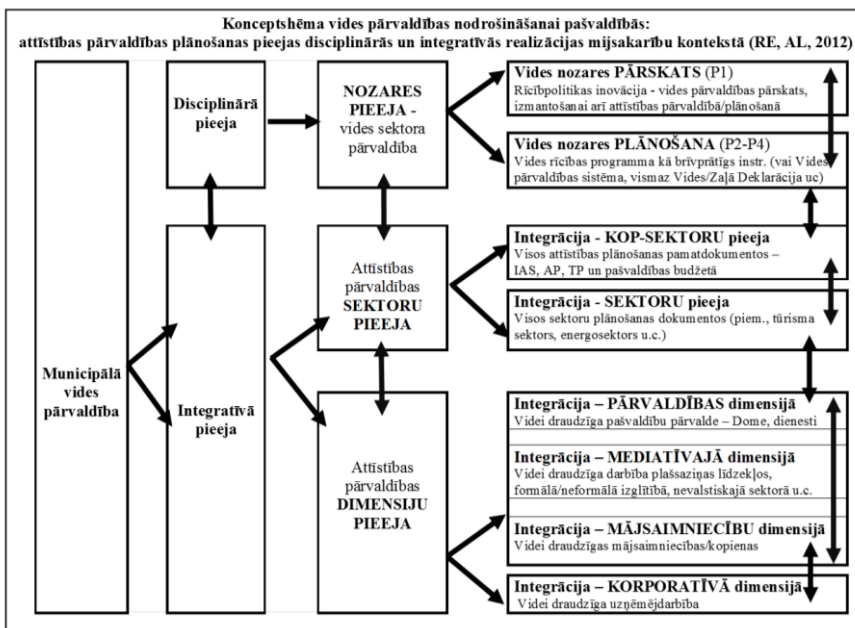 Konceptshēma vides pārvaldības nodrošināšanai pašvaldībās:
attīstības pārvaldības plānošanas pieejas disciplinārās un integratīvās realizācijas mijsakarību kontekstā (RE, AL, 2012)
Municipālā
vides
pārvaldība
Disciplinārā
pieeja
Integratīvā
pieeja
NOZARES
PIEEJA -
vides sektora
pārvaldība
Attīstības
pārvaldības
SEKTORU
PIEEJA
Attīstības
pārvaldības
DIMENSIJU
PIEEJA
Vides nozares PĀRSKATS (P1)
Rīcībpolitikas inovācija - vides pārvaldības pārskats,
izmantošanai arī attīstības pārvaldībā/plānošanā
Vides nozares PLĀNOŠANA (P2-P4)
Vides rīcības programma kā brīvprātīgs instr. (vai Vides
pārvaldības sistēma, vismaz Vides/Zaļā Deklarācija uc)
Integrācija - KOP-SEKTORU pieeja
Visos attīstības plānošanas pamatdokumentos –
IAS, AP, TP un pašvaldības budžetā
Integrācija - SEKTORU pieeja
Visos sektoru plānošanas dokumentos (piem., tūrisma
sektors, energosektors u.c.)
Integrācija – PĀRVALDĪBAS dimensijā
Videi draudzīga pašvaldību pārvalde – Dome, dienesti
Integrācija – MEDIATĪVAJĀ dimensijā
Videi draudzīga darbība plašsaziņas līdzekļos,
formālā/neformālā izglītībā, nevalstiskajā sektorā u.c.
Integrācija – MĀJSAIMNIECĪBU dimensijā
Videi draudzīgas mājsaimniecības/kopienas
Integrācija – KORPORATĪVĀ dimensijā
Videi draudzīga uzņēmējdarbība